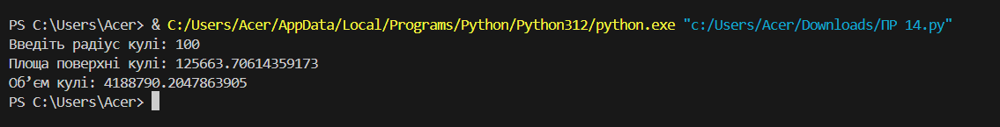 PS C:\Users\Acer> & C:/Users/Acer/AppData/Local/Programs/Python/Python312/python.exe "c:/Users/Acer/Downloads/ПР 14.py"
Введіть радіус кулі: 100
Площа поверхні кулі: 125663.70614359173
Об’єм кулі: 4188790.2047863905
PS C:\Users\Acer>